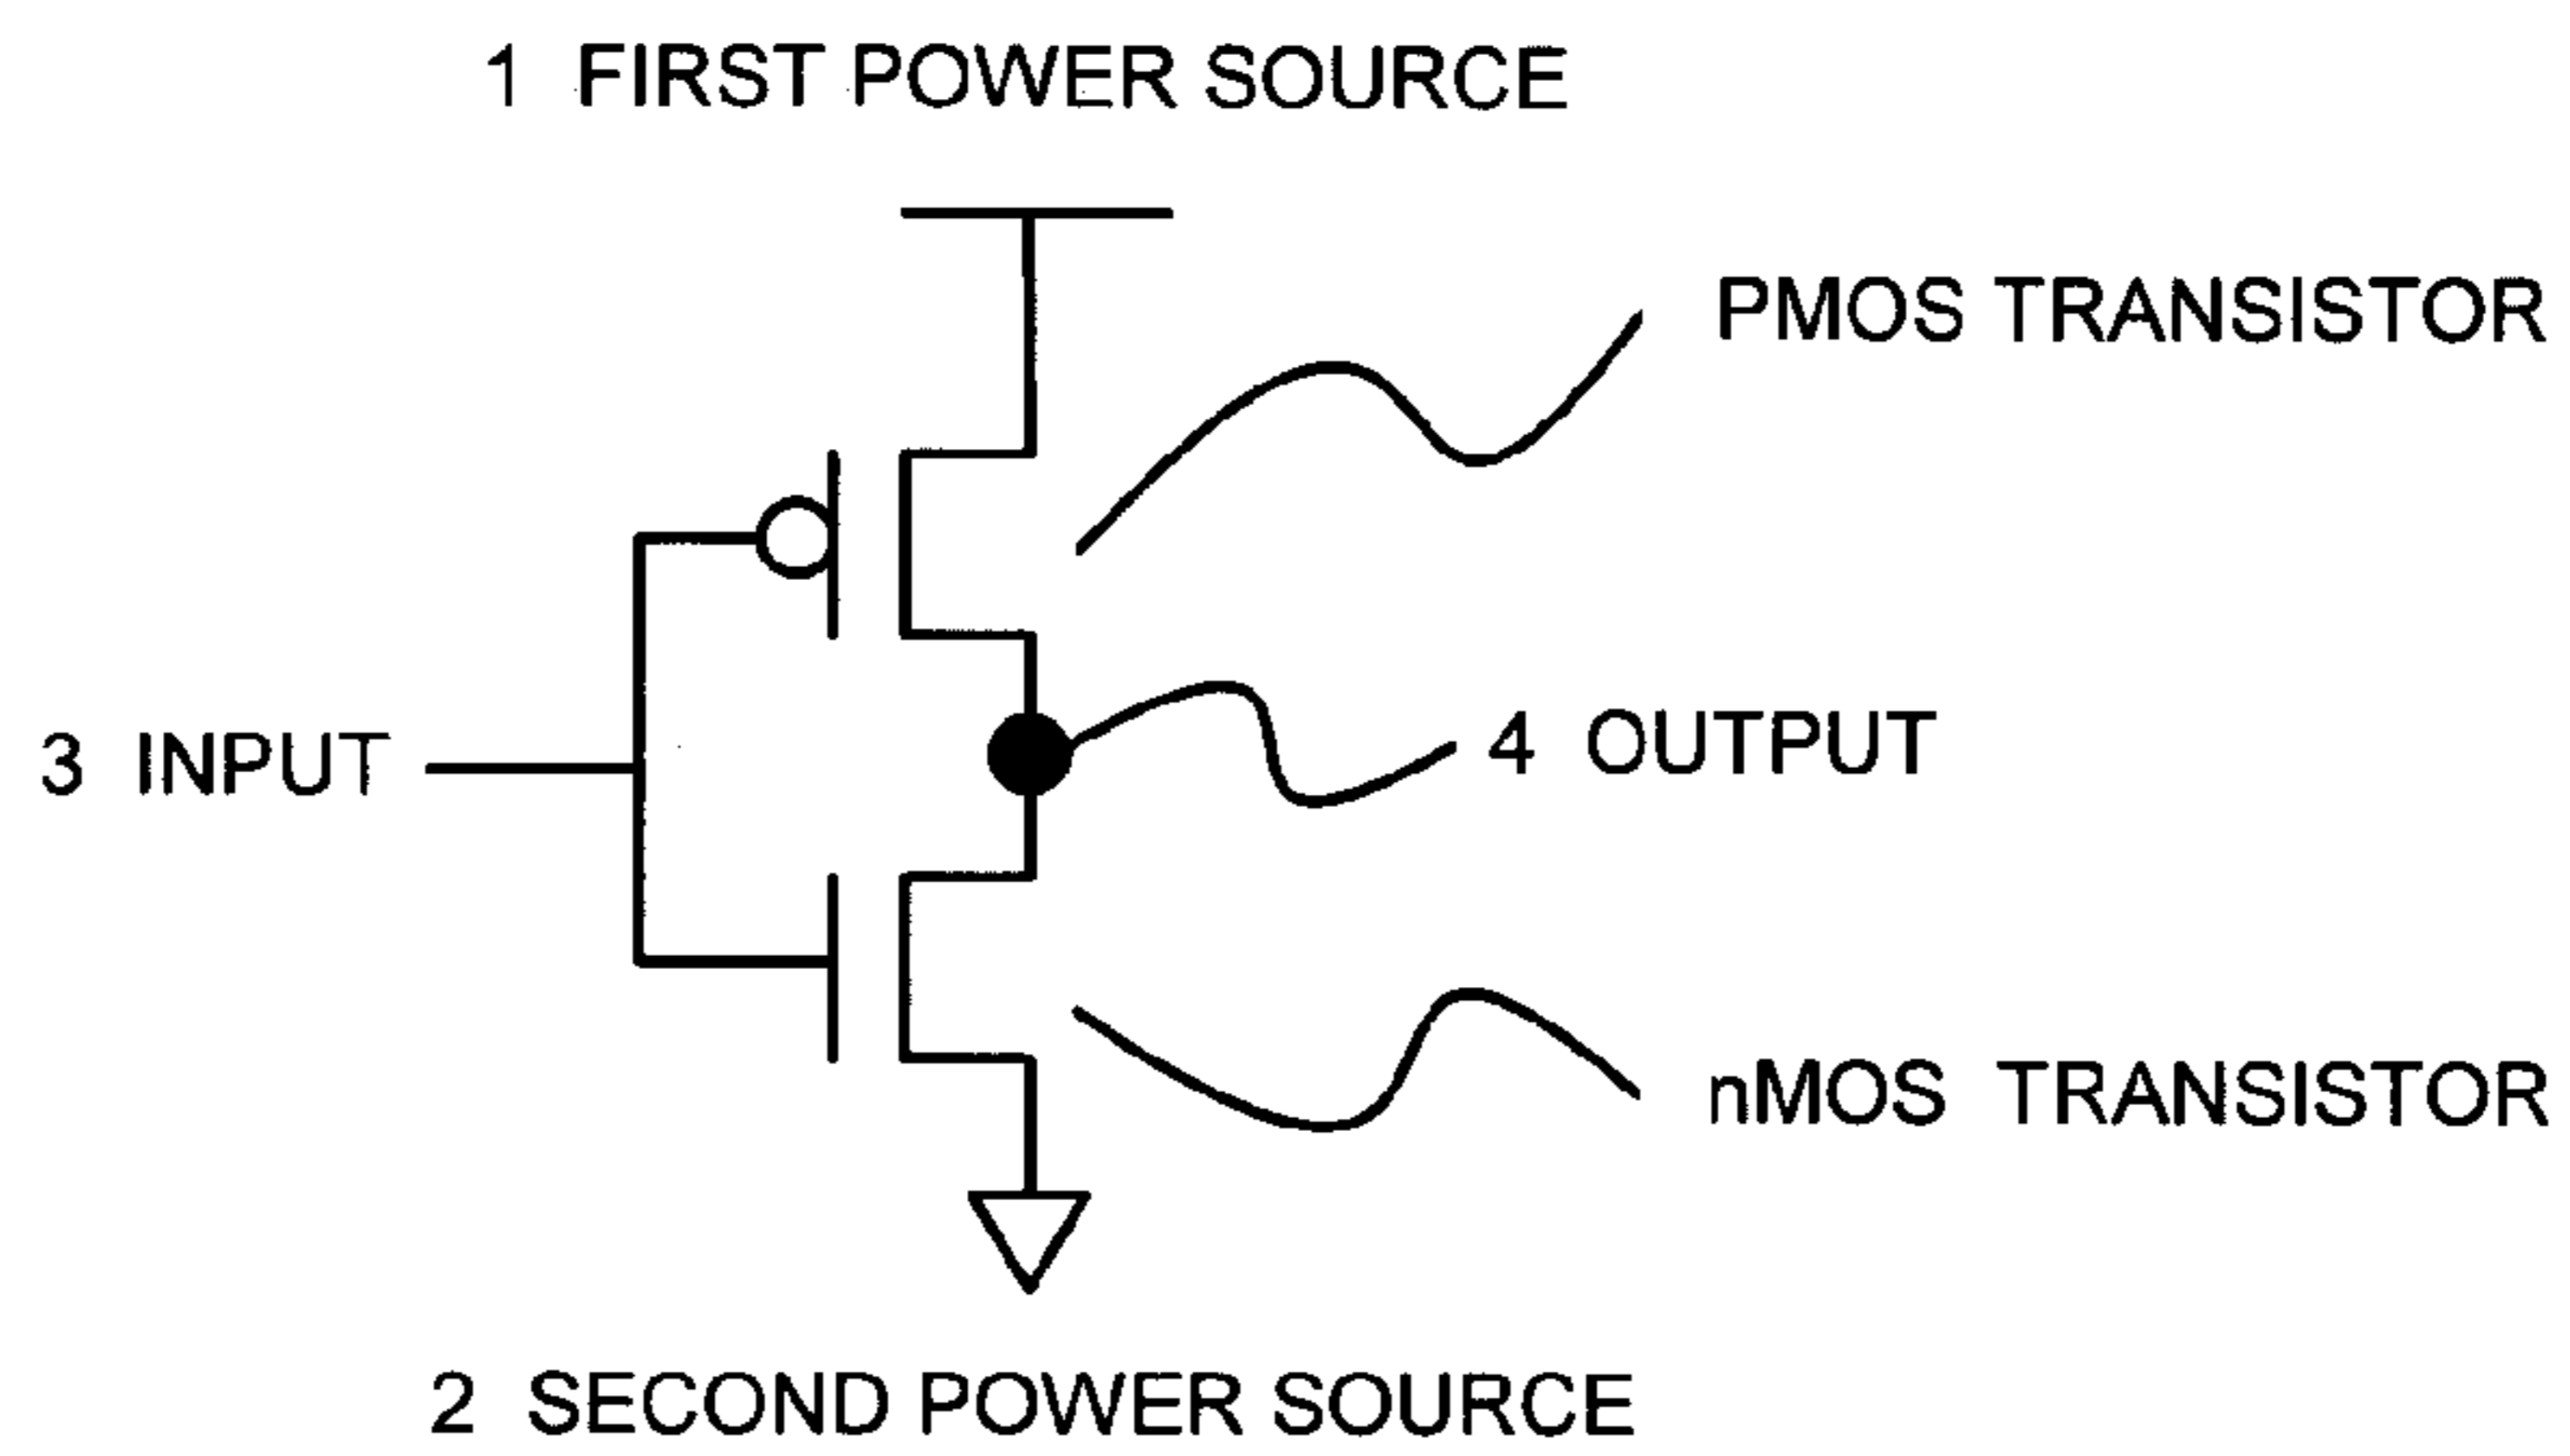 1 FIRST POWER SOURCE
PMOS TRANSISTOR
3 INPUT
4 OUTPUT
nMOS TRANSISTOR
2 SECOND POWER SOURCE